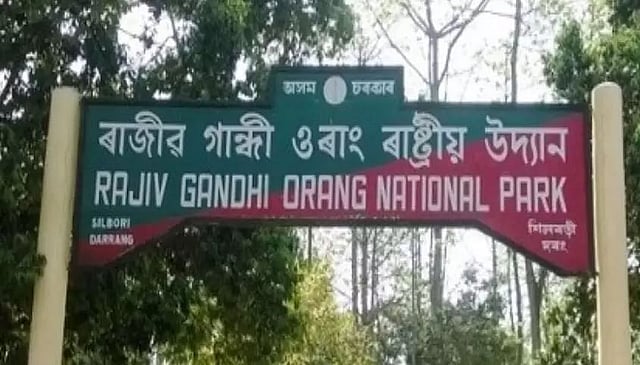 অসম চৰকাৰ
ৰাজীৱ গান্ধী ওৰাং ৰাষ্ট্ৰীয় উদ্যান
RAJIV GANDHI ORANG NATIONAL PARK
SILBORI
DARRANG
শিলবড়ী
দৰং